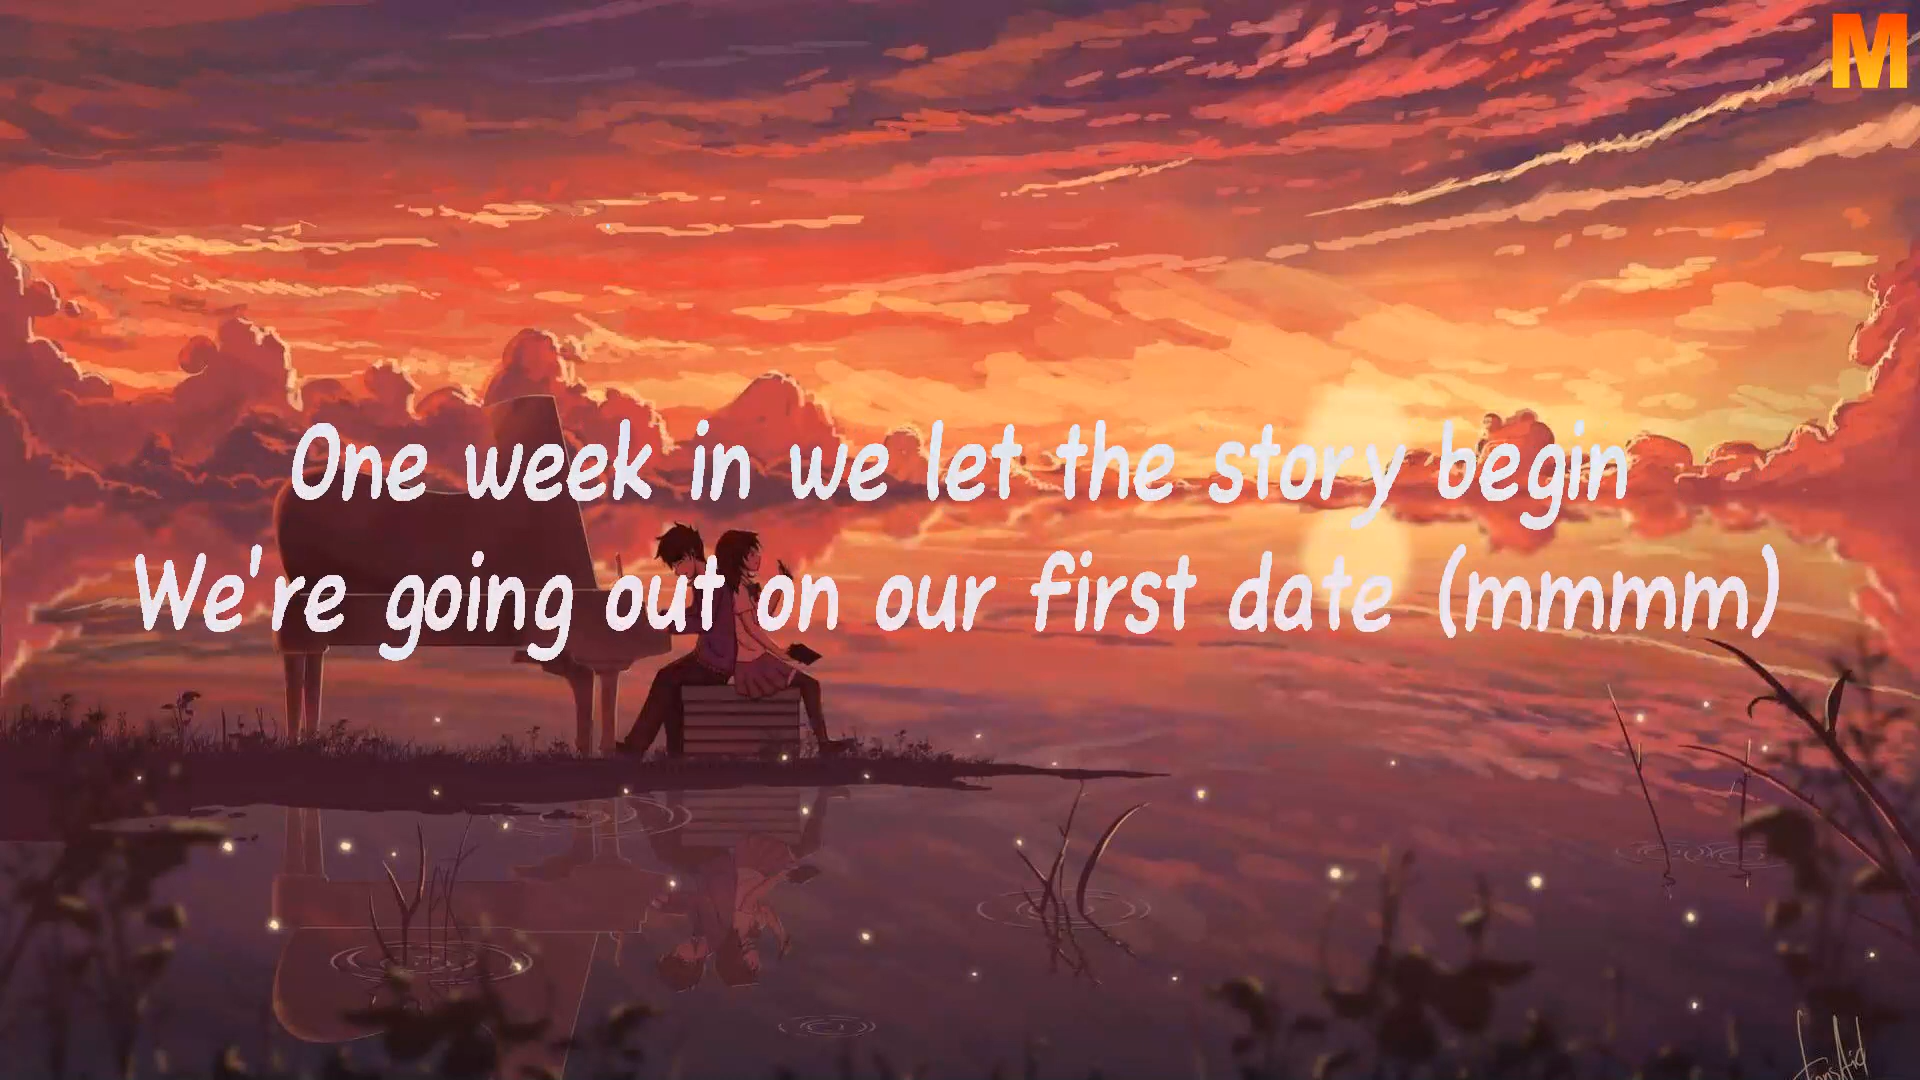 M
One week in we let the story begin
We're going out on our first date (mmmm)